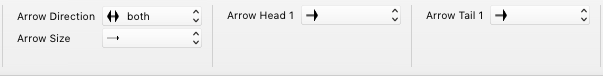 Arrow Direction both
Arrow Head 1
Arrow Tail 1
Arrow Size